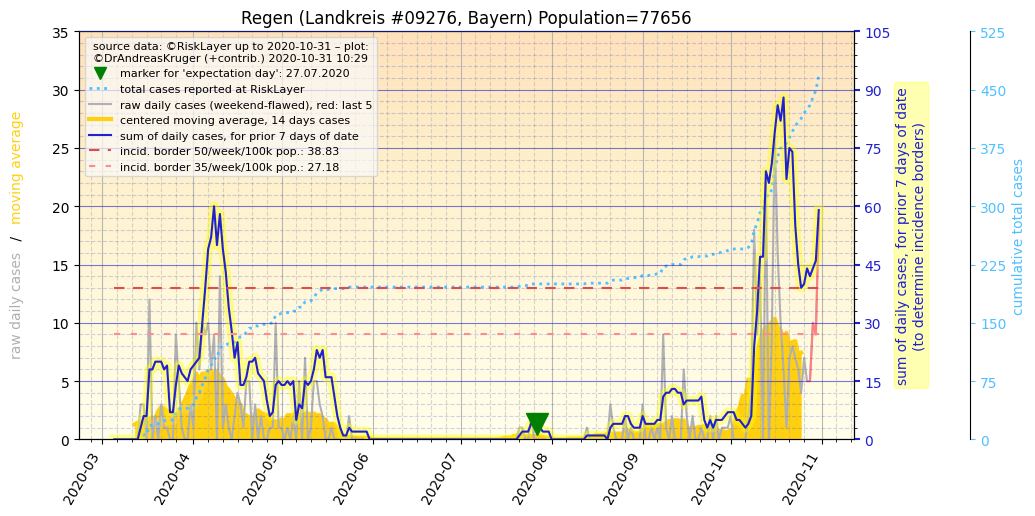 Regen (Landkreis #09276, Bayern) Population=77656
source data: ©RiskLayer up to 2020-10-31 – plot:
©DrAndreasKruger (+contrib.) 2020-10-31 10:29
marker for 'expectation day': 27.07.2020
total cases reported at RiskLayer
raw daily cases (weekend-flawed), red: last 5
centered moving average, 14 days cases
sum of daily cases, for prior 7 days of date
incid. border 50/week/100k pop.: 38.83
incid. border 35/week/100k pop.: 27.18
raw daily cases / moving average
35
30
25
20
15
10
5
0
105
90
75
60
45
30
15
0
sum of daily cases, for prior 7 days of date
(to determine incidence borders)
525
450
375
300
225
150
75
0
cumulative total cases
2020-03
2020-04
2020-05
2020-06
2020-07
2020-08
2020-09
2020-10
2020-11